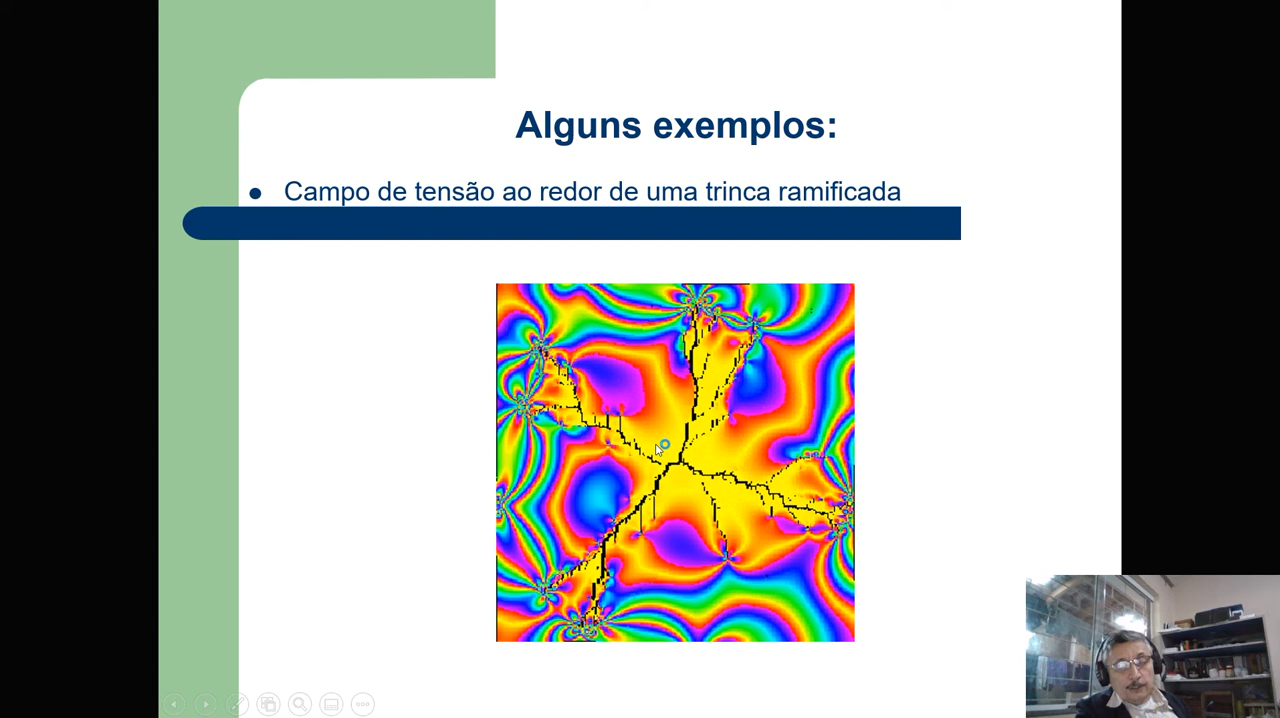 Alguns exemplos:
Campo de tensão ao redor de uma trinca ramificada